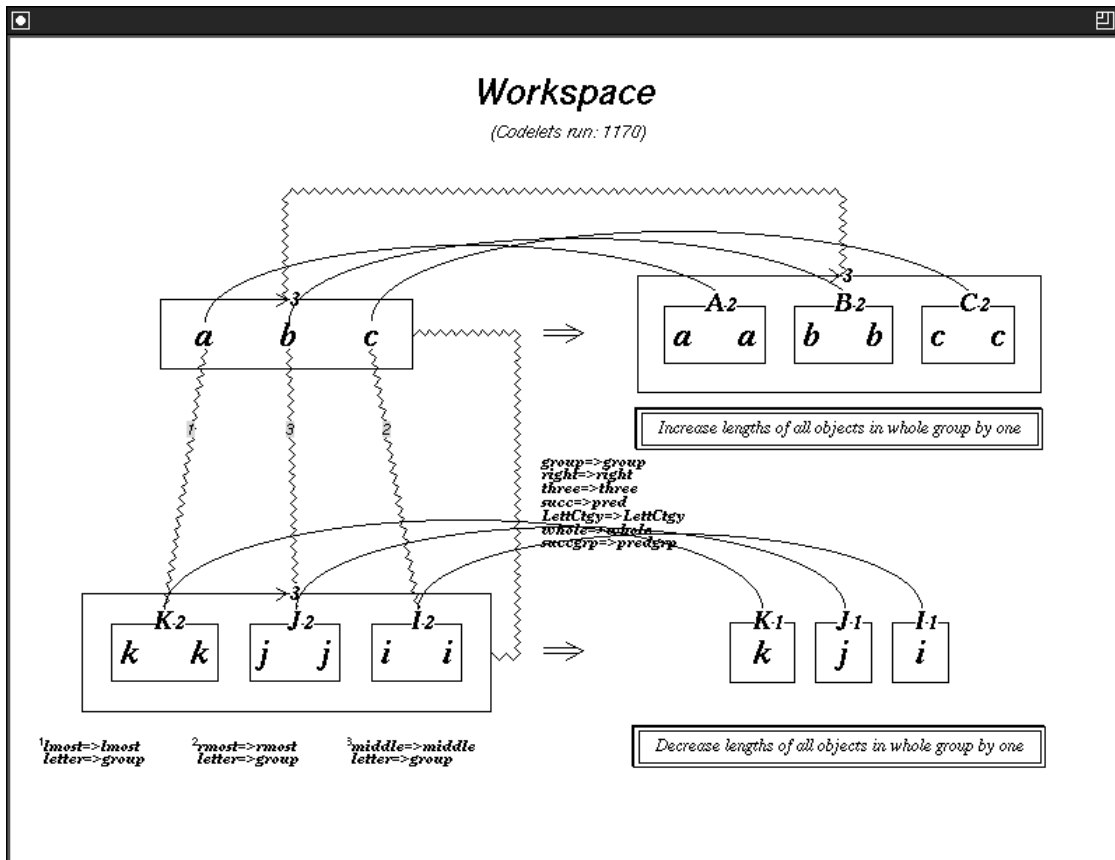 Workspace
(Codelets run: 1170)
3
3
a b c
A-2 B-2 C-2
a a b b c c
1 3 2
Increase lengths of all objects in whole group by one
group=>group
right=>right
three=>three
succ=>pred
LettCtgy=>LettCtgy
whole=>whole
succgrp=>predgrp
3
K-2 J-2 I-2
k k j j i i
K-1 J-1 I-1
k j i
1lmost=>lmost
letter=>group
2rmost=>rmost
letter=>group
3middle=>middle
letter=>group
Decrease lengths of all objects in whole group by one